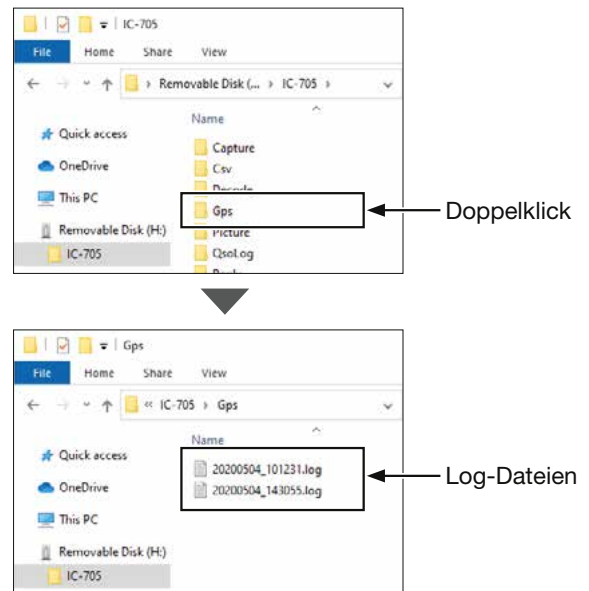 IC-705
File Home Share View
Removable Disk (... > IC-705 >
Name
Quick access
Capture
OneDrive
Csv
Decode
This PC
Gps
Doppelklick
Removable Disk (H:)
Picture
IC-705
QsoLog
Gps
File Home Share View
« IC-705 > Gps
Name
Quick access
20200504_101231.log
Log-Dateien
OneDrive
20200504_143055.log
This PC
Removable Disk (H:)
IC-705